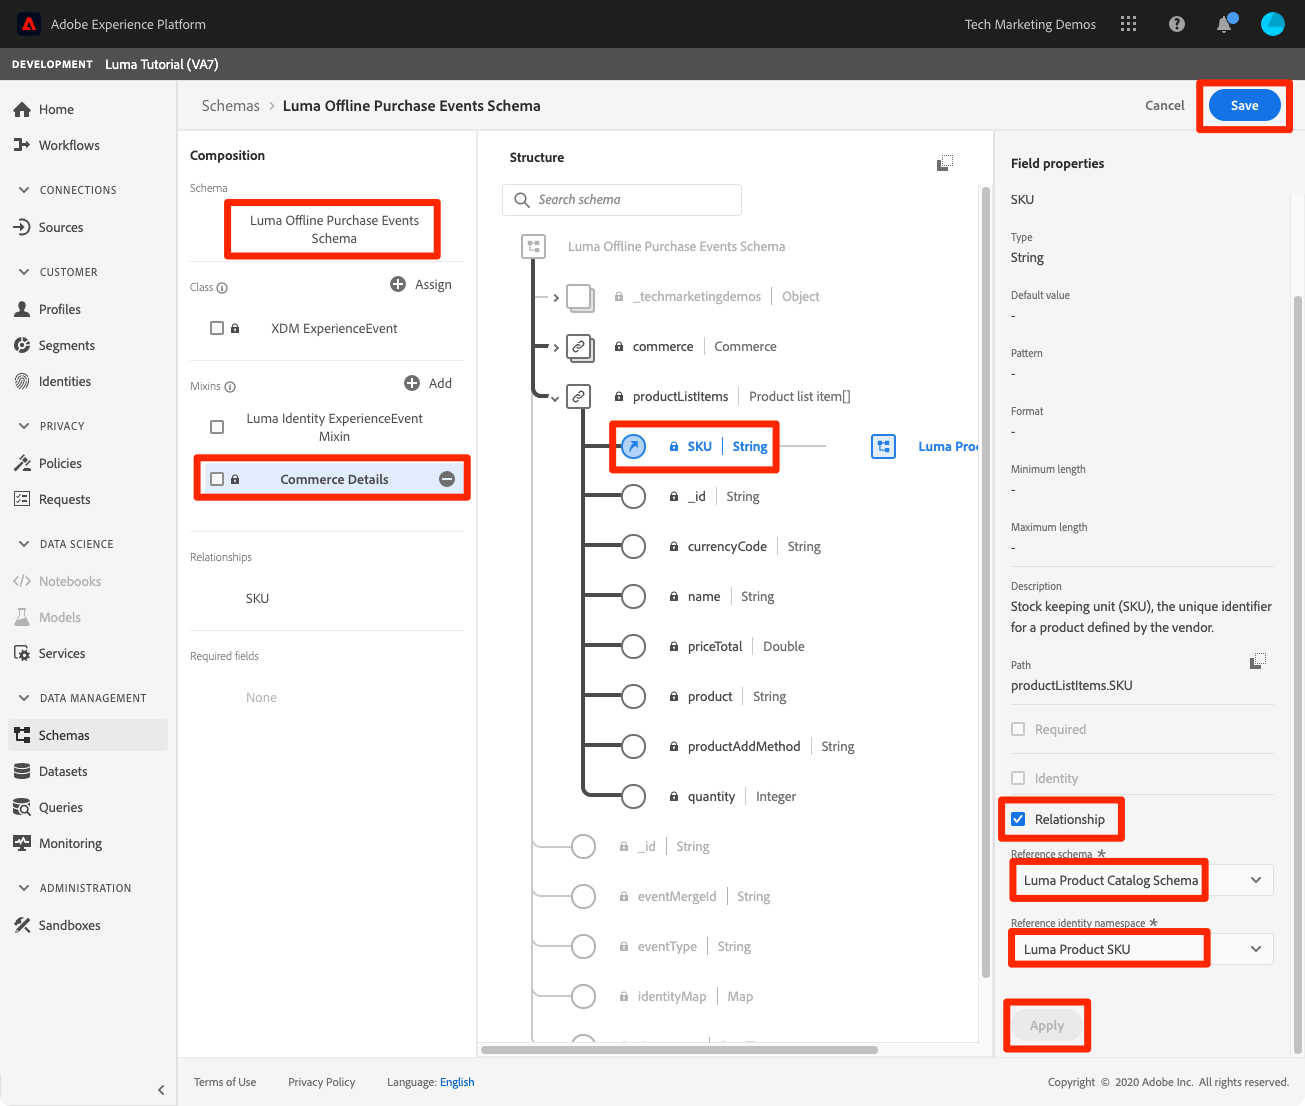 Adobe Experience Platform
Tech Marketing Demos
DEVELOPMENT Luma Tutorial (VA7)
Home
Workflows
CONNECTIONS
Sources
CUSTOMER
Profiles
Segments
Identities
PRIVACY
Policies
Requests
DATA SCIENCE
Notebooks
Models
Services
DATA MANAGEMENT
Schemas
Datasets
Queries
Monitoring
ADMINISTRATION
Sandboxes
Schemas > Luma Offline Purchase Events Schema
Cancel
Save
Composition
Schema
Luma Offline Purchase Events
Schema
Class
Assign
XDM ExperienceEvent
Mixins
Add
Luma Identity ExperienceEvent
Mixin
Commerce Details
Relationships
SKU
Required fields
None
Structure
Search schema
Luma Offline Purchase Events Schema
_techmarketingdemos | Object
commerce | Commerce
productListItems | Product list item[]
SKU | String Luma Proc
_id | String
currencyCode | String
name | String
priceTotal | Double
product | String
productAddMethod | String
quantity | Integer
_id | String
eventMergeId | String
eventType | String
identityMap | Map
Field properties
SKU
Type
String
Default value
-
Pattern
-
Format
-
Minimum length
-
Maximum length
-
Description
Stock keeping unit (SKU), the unique identifier
for a product defined by the vendor.
Path
productListItems.SKU
Required
Identity
Relationship
Reference schema *
Luma Product Catalog Schema
Reference identity namespace *
Luma Product SKU
Apply
Terms of Use Privacy Policy Language: English
Copyright © 2020 Adobe Inc. All rights reserved.